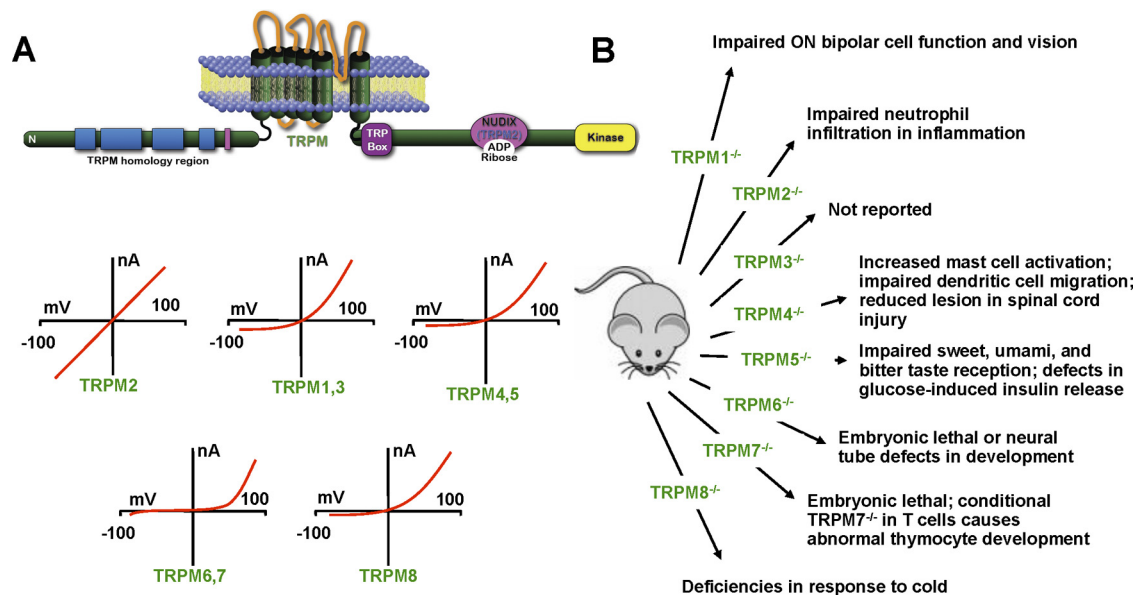 A
N
TRPM homology region
TRPM
TRP
Box
NUDIX
(TRPM2)
ADP
Ribose
Kinase
nA
mV
100
-100
TRPM2
nA
mV
100
-100
TRPM1,3
nA
mV
100
-100
TRPM4,5
nA
mV
100
-100
TRPM6,7
nA
mV
100
-100
TRPM8
B
Impaired ON bipolar cell function and vision
TRPM1-/-
Impaired neutrophil
infiltration in inflammation
TRPM2-/-
Not reported
TRPM3-/-
Increased mast cell activation;
impaired dendritic cell migration;
reduced lesion in spinal cord
injury
TRPM4-/-
Impaired sweet, umami, and
bitter taste reception; defects in
glucose-induced insulin release
TRPM5-/-
TRPM6-/-
Embryonic lethal or neural
tube defects in development
TRPM7-/-
Embryonic lethal; conditional
TRPM7-/- in T cells causes
abnormal thymocyte development
TRPM8-/-
Deficiencies in response to cold